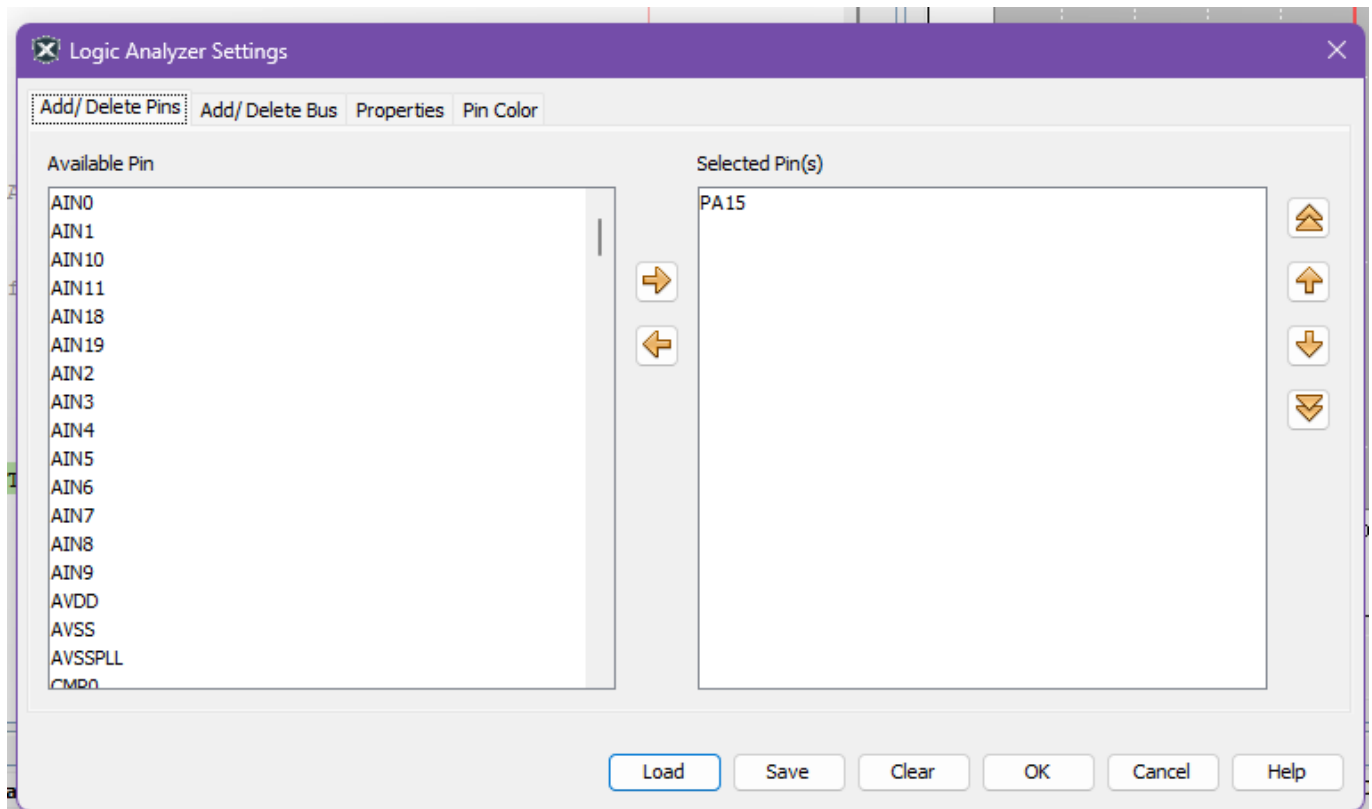 Logic Analyzer Settings
Add/ Delete Pins Add/ Delete Bus Properties Pin Color
Available Pin
AIN0
AIN1
AIN10
AIN11
AIN18
AIN19
AIN2
AIN3
AIN4
AIN5
AIN6
AIN7
AIN8
AIN9
AVDD
AVSS
AVSSPLL
CMP0
Selected Pin(s)
PA15
Load Save Clear OK Cancel Help